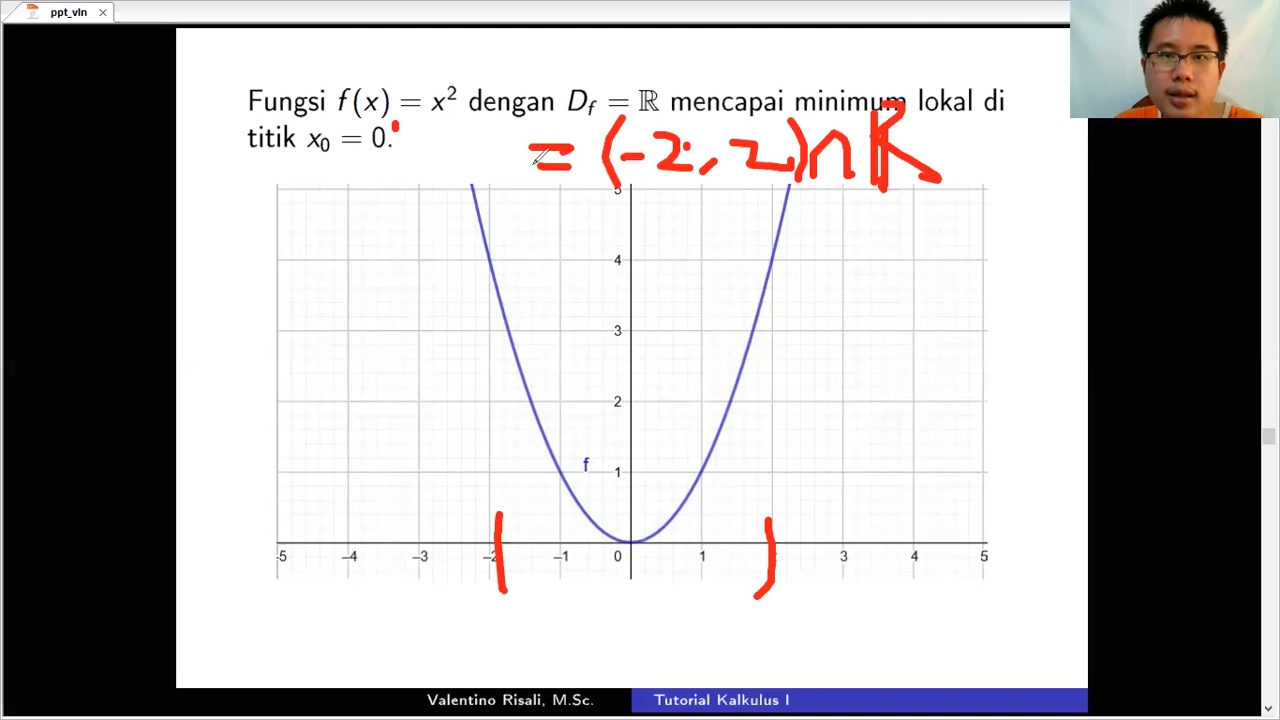 ppt_vln
Fungsi f(x) = x² dengan D_f = ℝ mencapai minimum lokal di
titik x₀ = 0.
= (-2, 2) ∩ ℝ
5
4
3
2
f
1
-5 -4 -3 -2 -1 0 1 3 4 5
Valentino Risali, M.Sc. Tutorial Kalkulus I